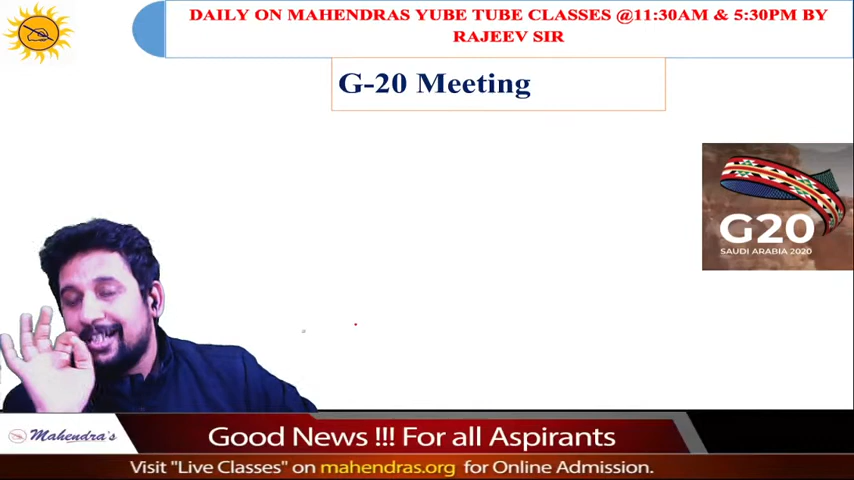 DAILY ON MAHENDRAS YUBE TUBE CLASSES @11:30AM & 5:30PM BY
RAJEEV SIR
G-20 Meeting
G20
SAUDI ARABIA 2020
Mahendra's
Good News !!! For all Aspirants
Visit "Live Classes" on mahendras.org for Online Admission.